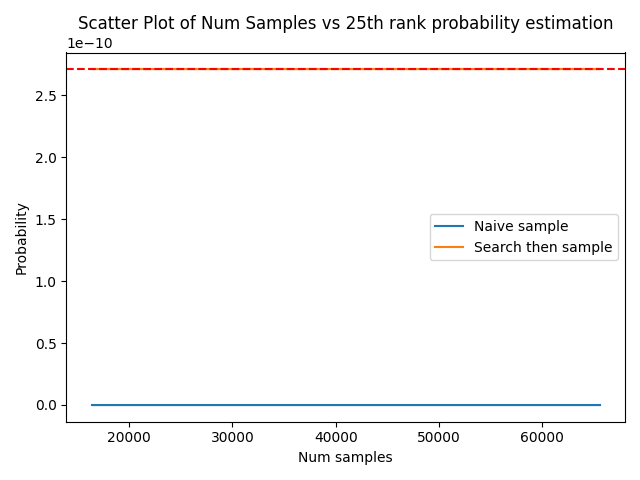 Scatter Plot of Num Samples vs 25th rank probability estimation
1e−10
2.5
2.0
1.5
1.0
0.5
0.0
Probability
Naive sample
Search then sample
20000 30000 40000 50000 60000
Num samples